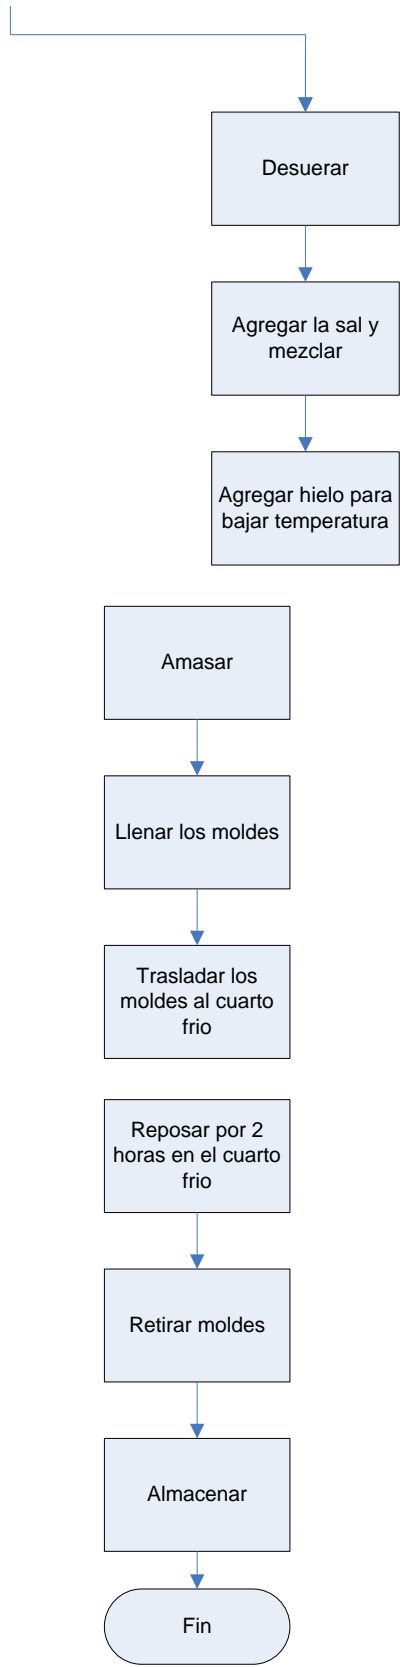 Desuerar
Agregar la sal y
mezclar
Agregar hielo para
bajar temperatura
Amasar
Llenar los moldes
Trasladar los
moldes al cuarto
frio
Reposar por 2
horas en el cuarto
frio
Retirar moldes
Almacenar
Fin